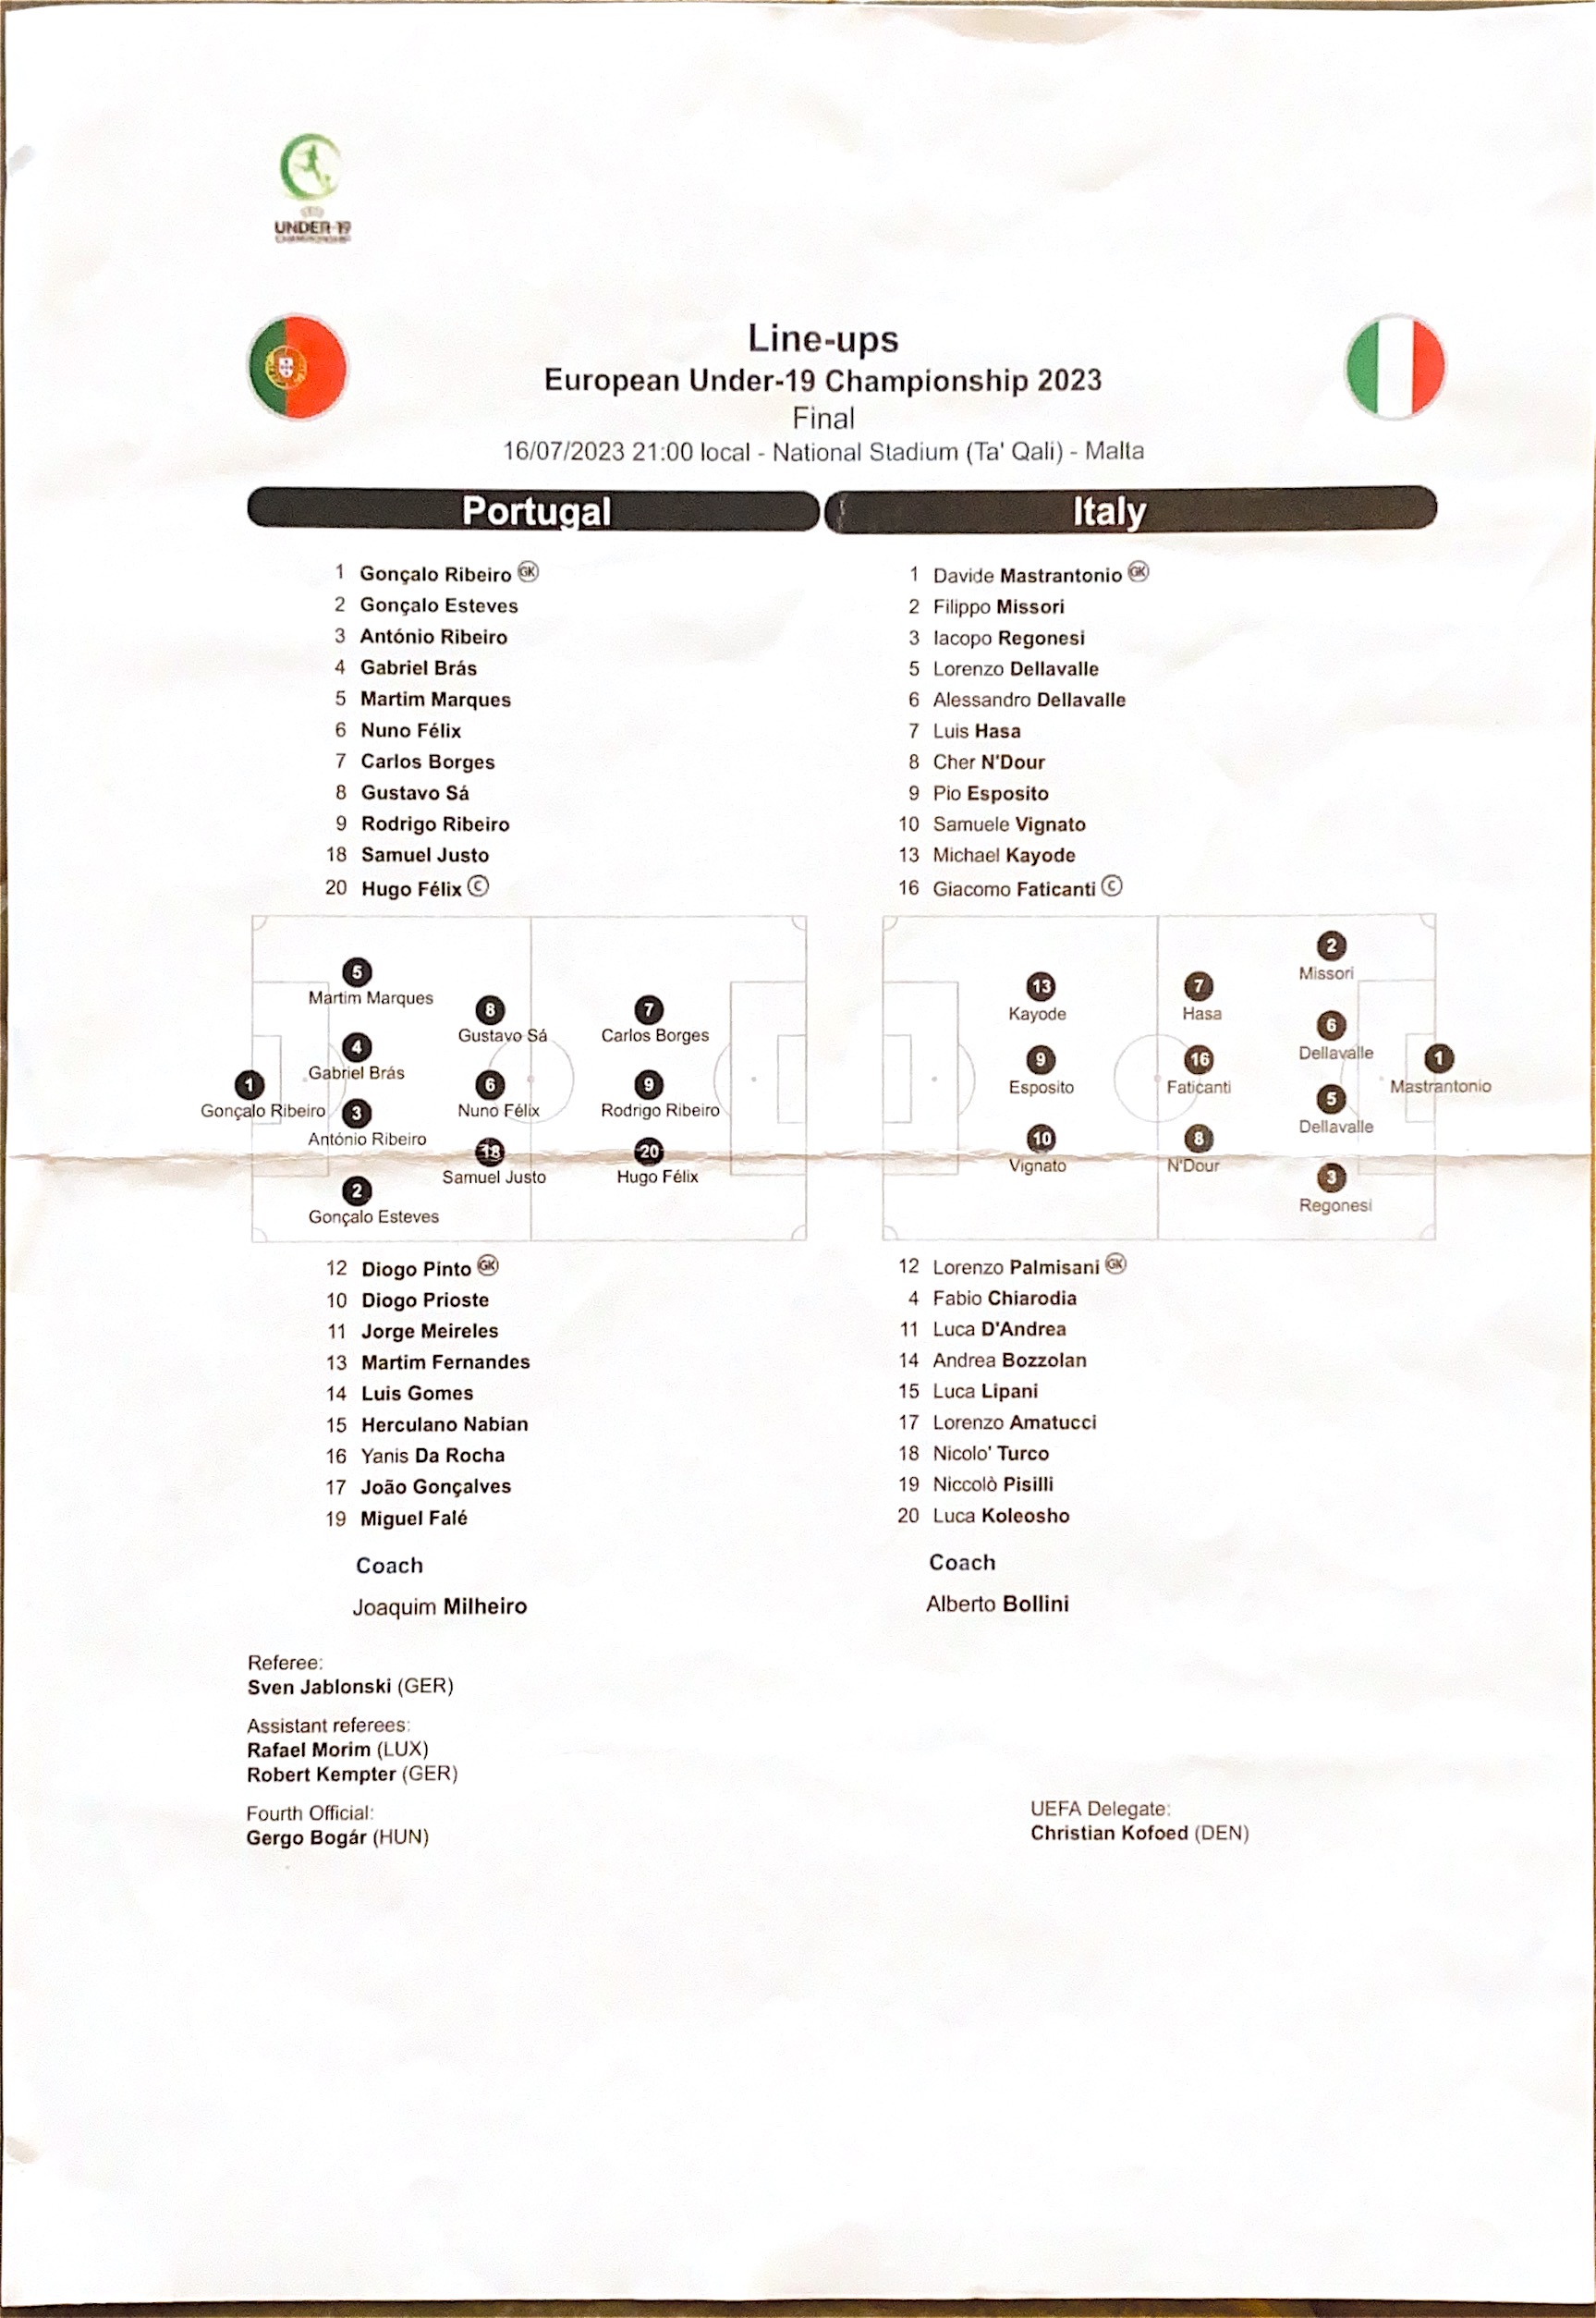 UEFA
UNDER-19
CHAMPIONSHIP
Line-ups
European Under-19 Championship 2023
Final
16/07/2023 21:00 local - National Stadium (Ta' Qali) - Malta
Portugal
1 Gonçalo Ribeiro GK
2 Gonçalo Esteves
3 António Ribeiro
4 Gabriel Brás
5 Martim Marques
6 Nuno Félix
7 Carlos Borges
8 Gustavo Sá
9 Rodrigo Ribeiro
18 Samuel Justo
20 Hugo Félix C
5
Martim Marques
4
Gabriel Brás
1
Gonçalo Ribeiro
3
António Ribeiro
2
Gonçalo Esteves
8
Gustavo Sá
6
Nuno Félix
18
Samuel Justo
7
Carlos Borges
9
Rodrigo Ribeiro
20
Hugo Félix
12 Diogo Pinto GK
10 Diogo Prioste
11 Jorge Meireles
13 Martim Fernandes
14 Luis Gomes
15 Herculano Nabian
16 Yanis Da Rocha
17 João Gonçalves
19 Miguel Falé
Coach
Joaquim Milheiro
Italy
1 Davide Mastrantonio GK
2 Filippo Missori
3 Iacopo Regonesi
5 Lorenzo Dellavalle
6 Alessandro Dellavalle
7 Luis Hasa
8 Cher N'Dour
9 Pio Esposito
10 Samuele Vignato
13 Michael Kayode
16 Giacomo Faticanti C
13
Kayode
9
Esposito
10
Vignato
7
Hasa
16
Faticanti
8
N'Dour
2
Missori
6
Dellavalle
5
Dellavalle
3
Regonesi
1
Mastrantonio
12 Lorenzo Palmisani GK
4 Fabio Chiarodia
11 Luca D'Andrea
14 Andrea Bozzolan
15 Luca Lipani
17 Lorenzo Amatucci
18 Nicolo' Turco
19 Niccolò Pisilli
20 Luca Koleosho
Coach
Alberto Bollini
Referee:
Sven Jablonski (GER)
Assistant referees:
Rafael Morim (LUX)
Robert Kempter (GER)
Fourth Official:
Gergo Bogár (HUN)
UEFA Delegate:
Christian Kofoed (DEN)